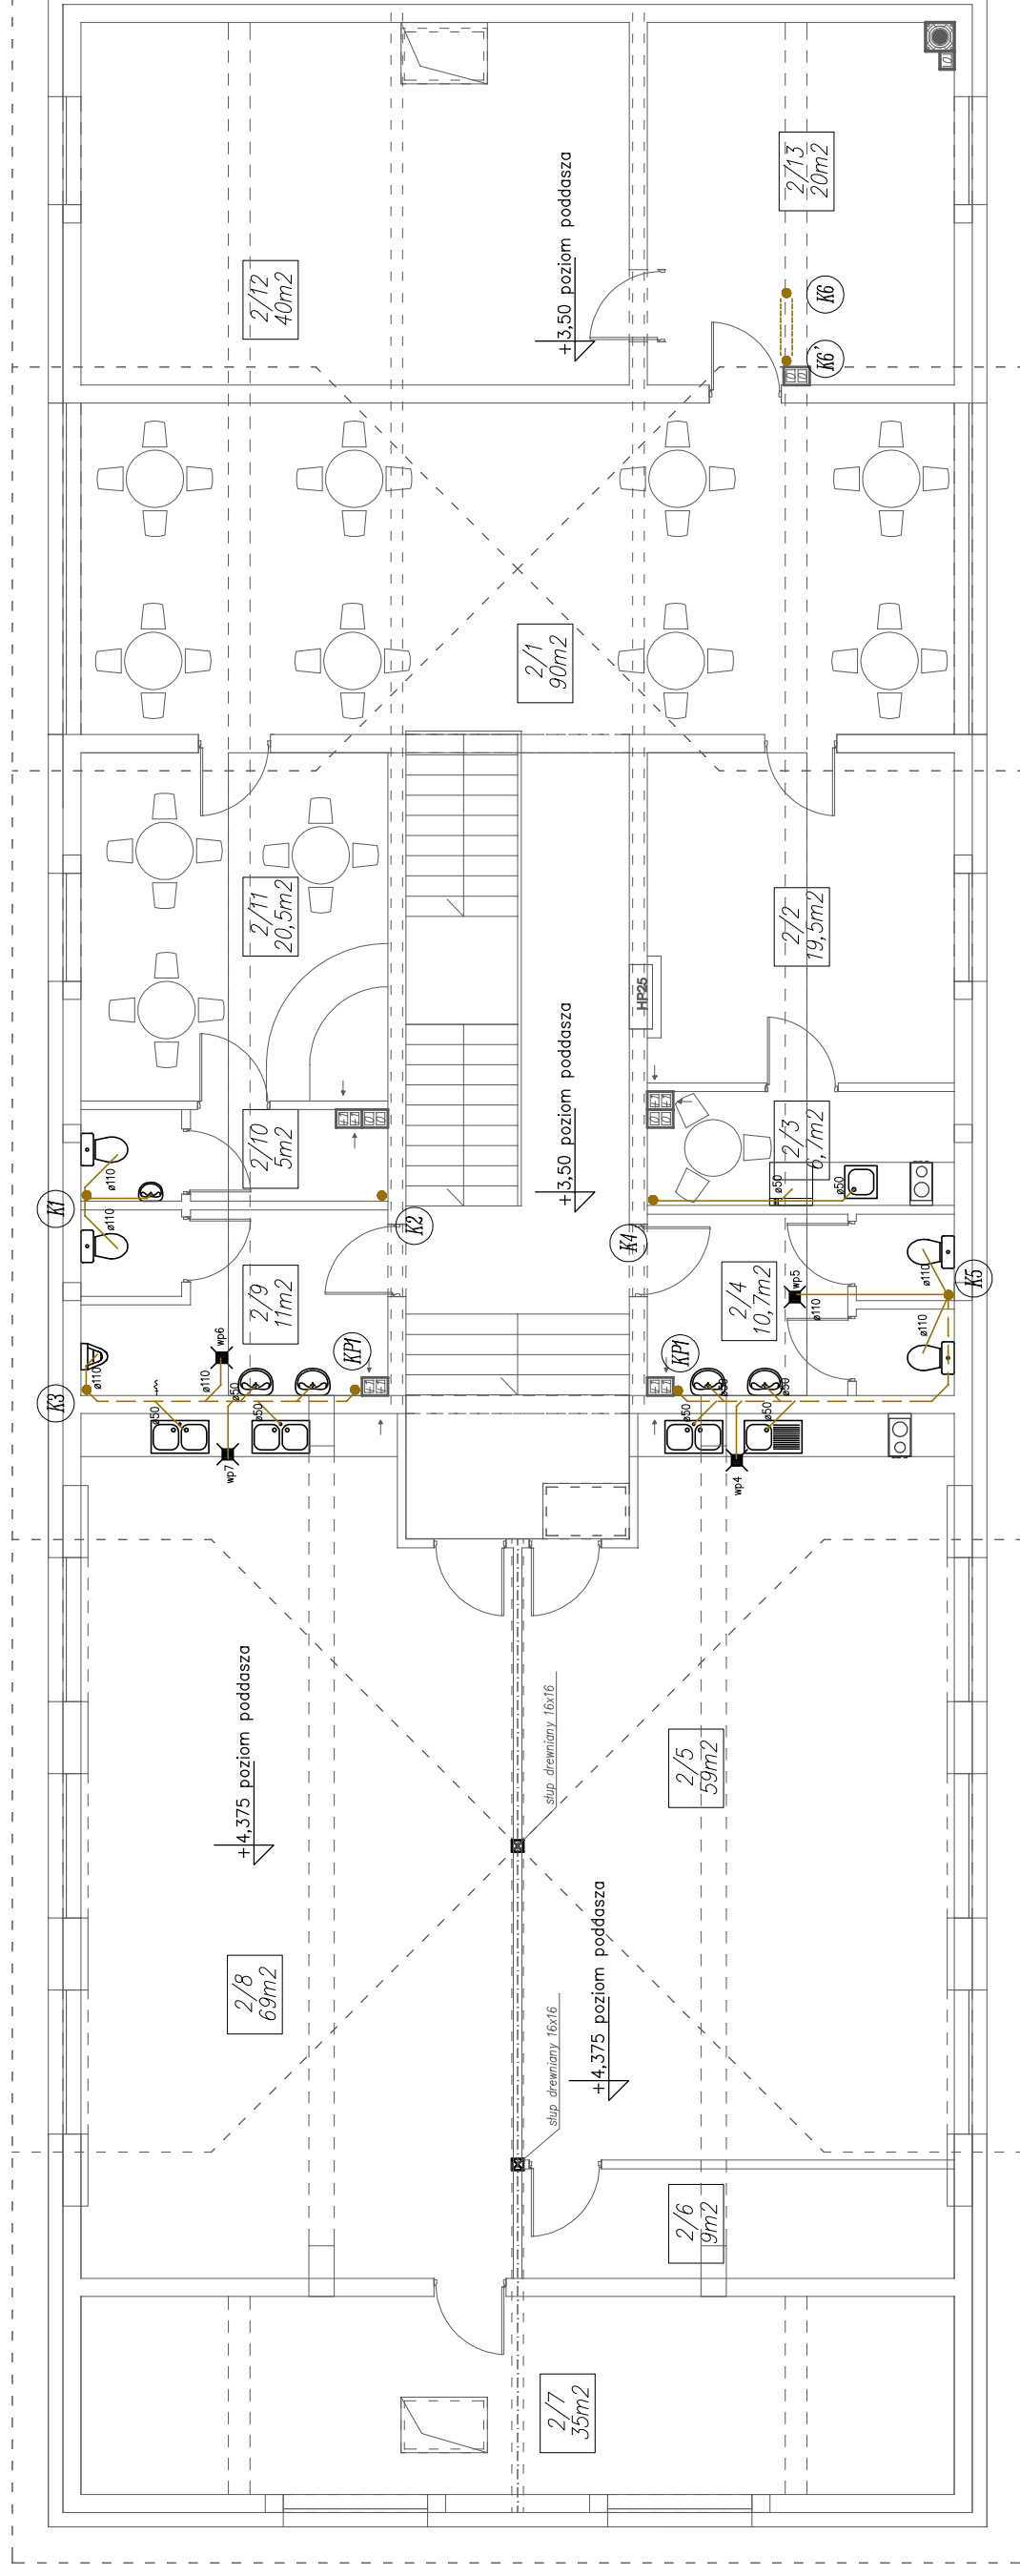 2/12
40m2
+3,50 poziom poddasza
2/13
20m2
K6
K6'
2/1
90m2
2/11
20,5m2
2/2
19,5m2
HP25
+3,50 poziom poddasza
2/10
5m2
2/3
6,7m2
K1
ø110
ø110
K2
K4
ø50
K5
ø110
ø110
2/9
11m2
2/4
10,7m2
wp5
ø110
wp6
ø110
ø110
K3
KP1
KP1
ø50
ø50
ø50
ø50
ø50
ø50
ø50
wp7
wp4
+4,375 poziom poddasza
słup drewniany 16x16
2/5
59m2
2/8
69m2
+4,375 poziom poddasza
słup drewniany 16x16
2/6
9m2
2/7
35m2